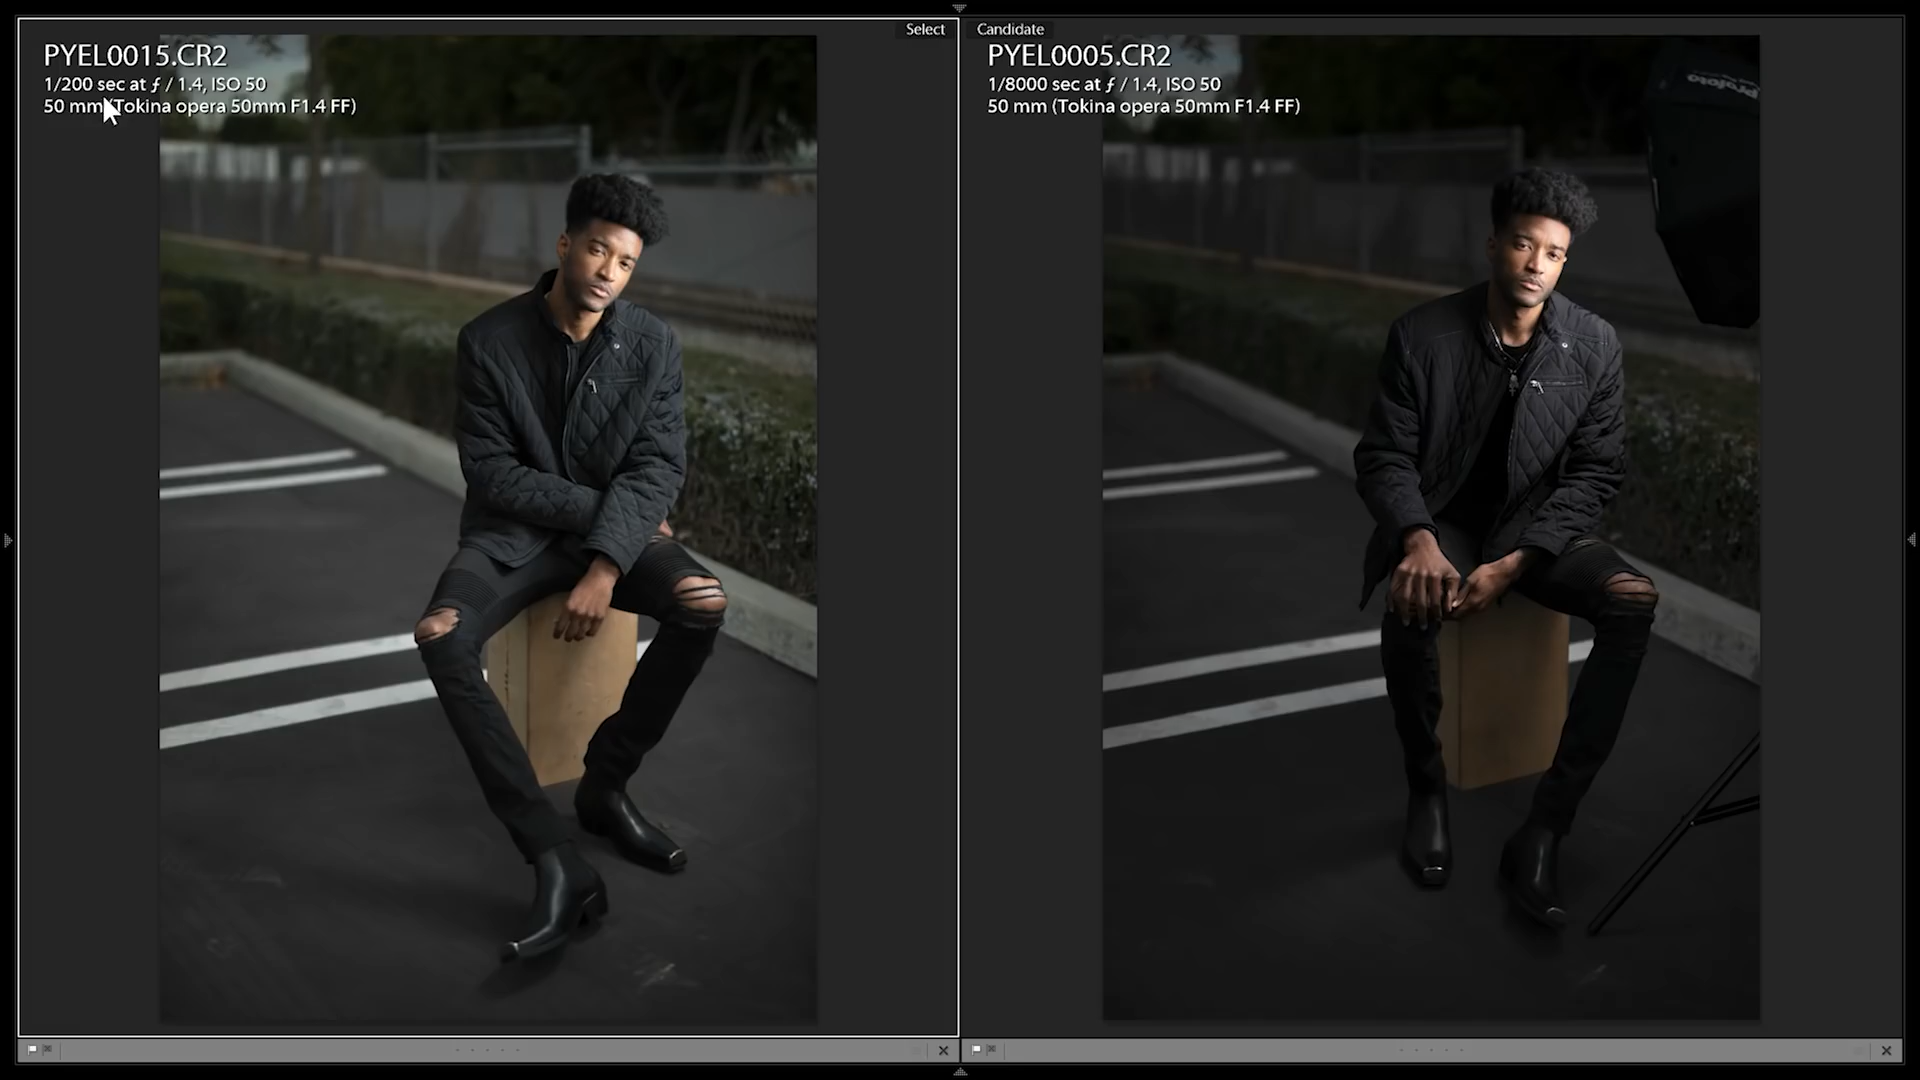 Select
PYEL0015.CR2
1/200 sec at ƒ / 1.4, ISO 50
50 mm (Tokina opera 50mm F1.4 FF)
Candidate
PYEL0005.CR2
1/8000 sec at ƒ / 1.4, ISO 50
50 mm (Tokina opera 50mm F1.4 FF)
Profoto